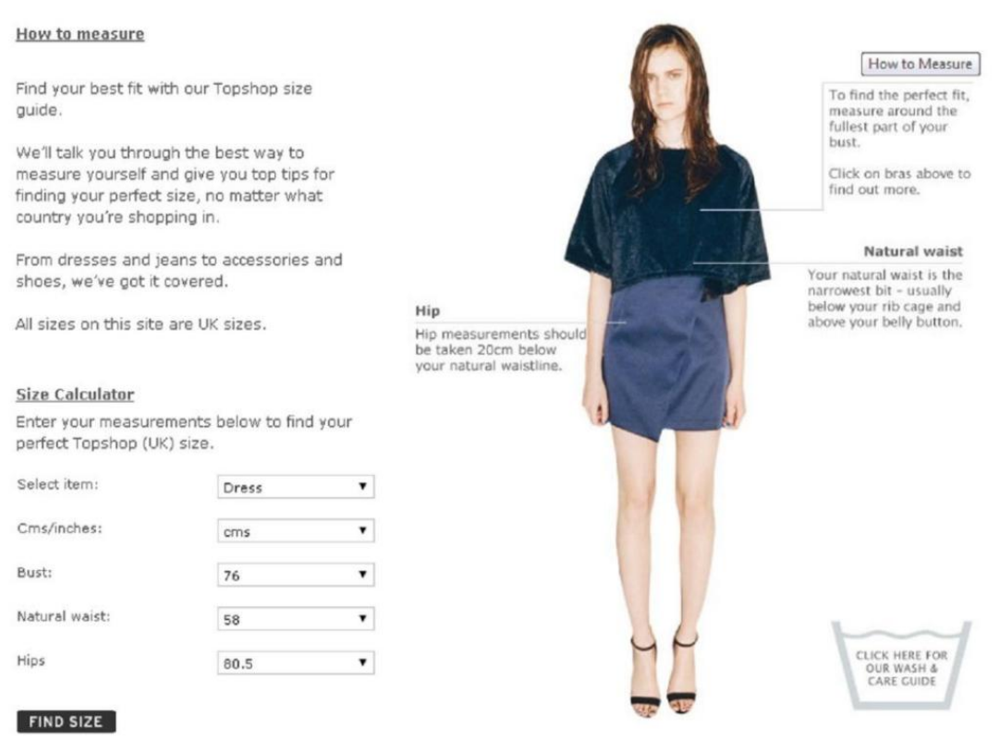 How to measure
Find your best fit with our Topshop size
guide.
We'll talk you through the best way to
measure yourself and give you top tips for
finding your perfect size, no matter what
country you're shopping in.
From dresses and jeans to accessories and
shoes, we've got it covered.
All sizes on this site are UK sizes.
Size Calculator
Enter your measurements below to find your
perfect Topshop (UK) size.
Select item: Dress
Cms/inches: cms
Bust: 76
Natural waist: 58
Hips 80.5
FIND SIZE
How to Measure
To find the perfect fit,
measure around the
fullest part of your
bust.
Click on bras above to
find out more.
Natural waist
Your natural waist is the
narrowest bit - usually
below your rib cage and
above your belly button.
Hip
Hip measurements should
be taken 20cm below
your natural waistline.
CLICK HERE FOR
OUR WASH &
CARE GUIDE